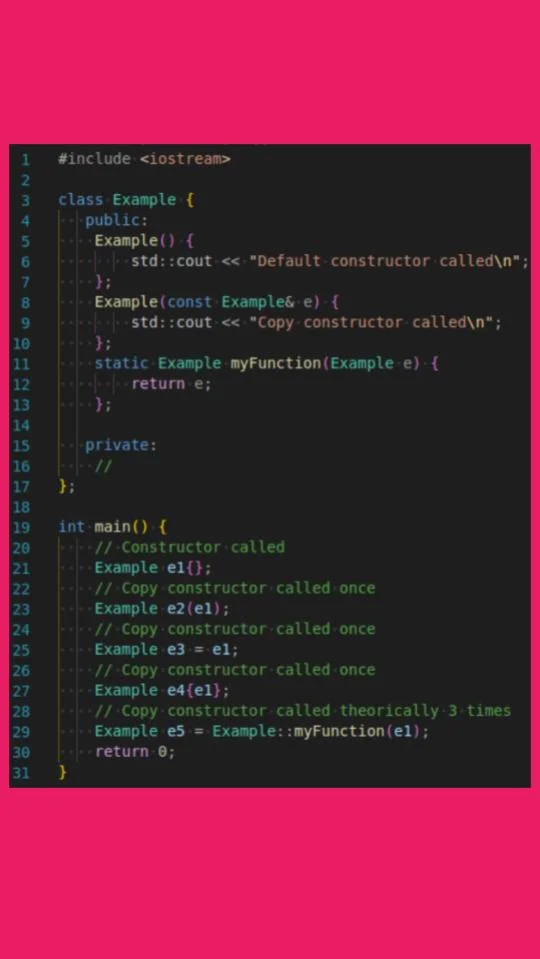 1 #include <iostream>
2
3 class Example {
4 public:
5 Example() {
6 std::cout << "Default constructor called\n";
7 };
8 Example(const Example& e) {
9 std::cout << "Copy constructor called\n";
10 };
11 static Example myFunction(Example e) {
12 return e;
13 };
14
15 private:
16 //
17 };
18
19 int main() {
20 // Constructor called
21 Example e1{};
22 // Copy constructor called once
23 Example e2(e1);
24 // Copy constructor called once
25 Example e3 = e1;
26 // Copy constructor called once
27 Example e4{e1};
28 // Copy constructor called theorically 3 times
29 Example e5 = Example::myFunction(e1);
30 return 0;
31 }